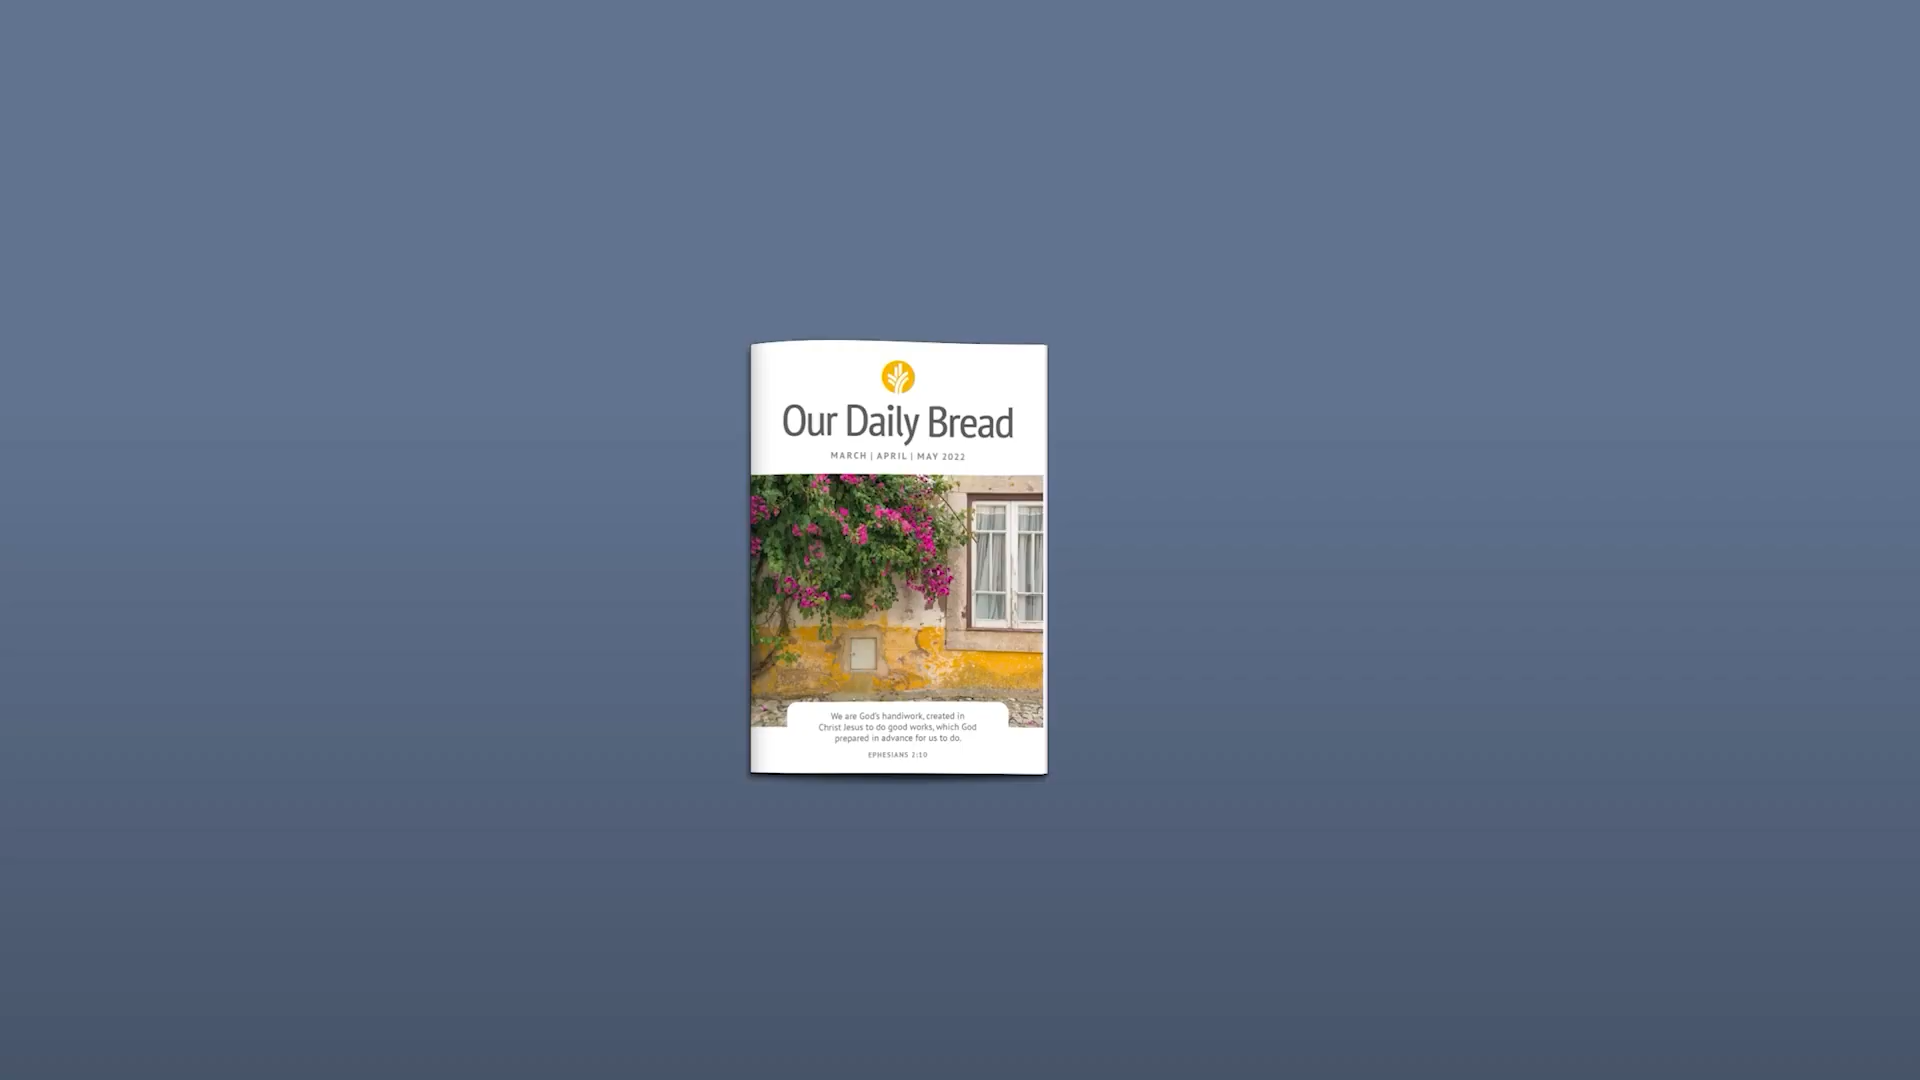 Our Daily Bread
MARCH | APRIL | MAY 2022
We are God's handiwork, created in
Christ Jesus to do good works, which God
prepared in advance for us to do.
EPHESIANS 2:10